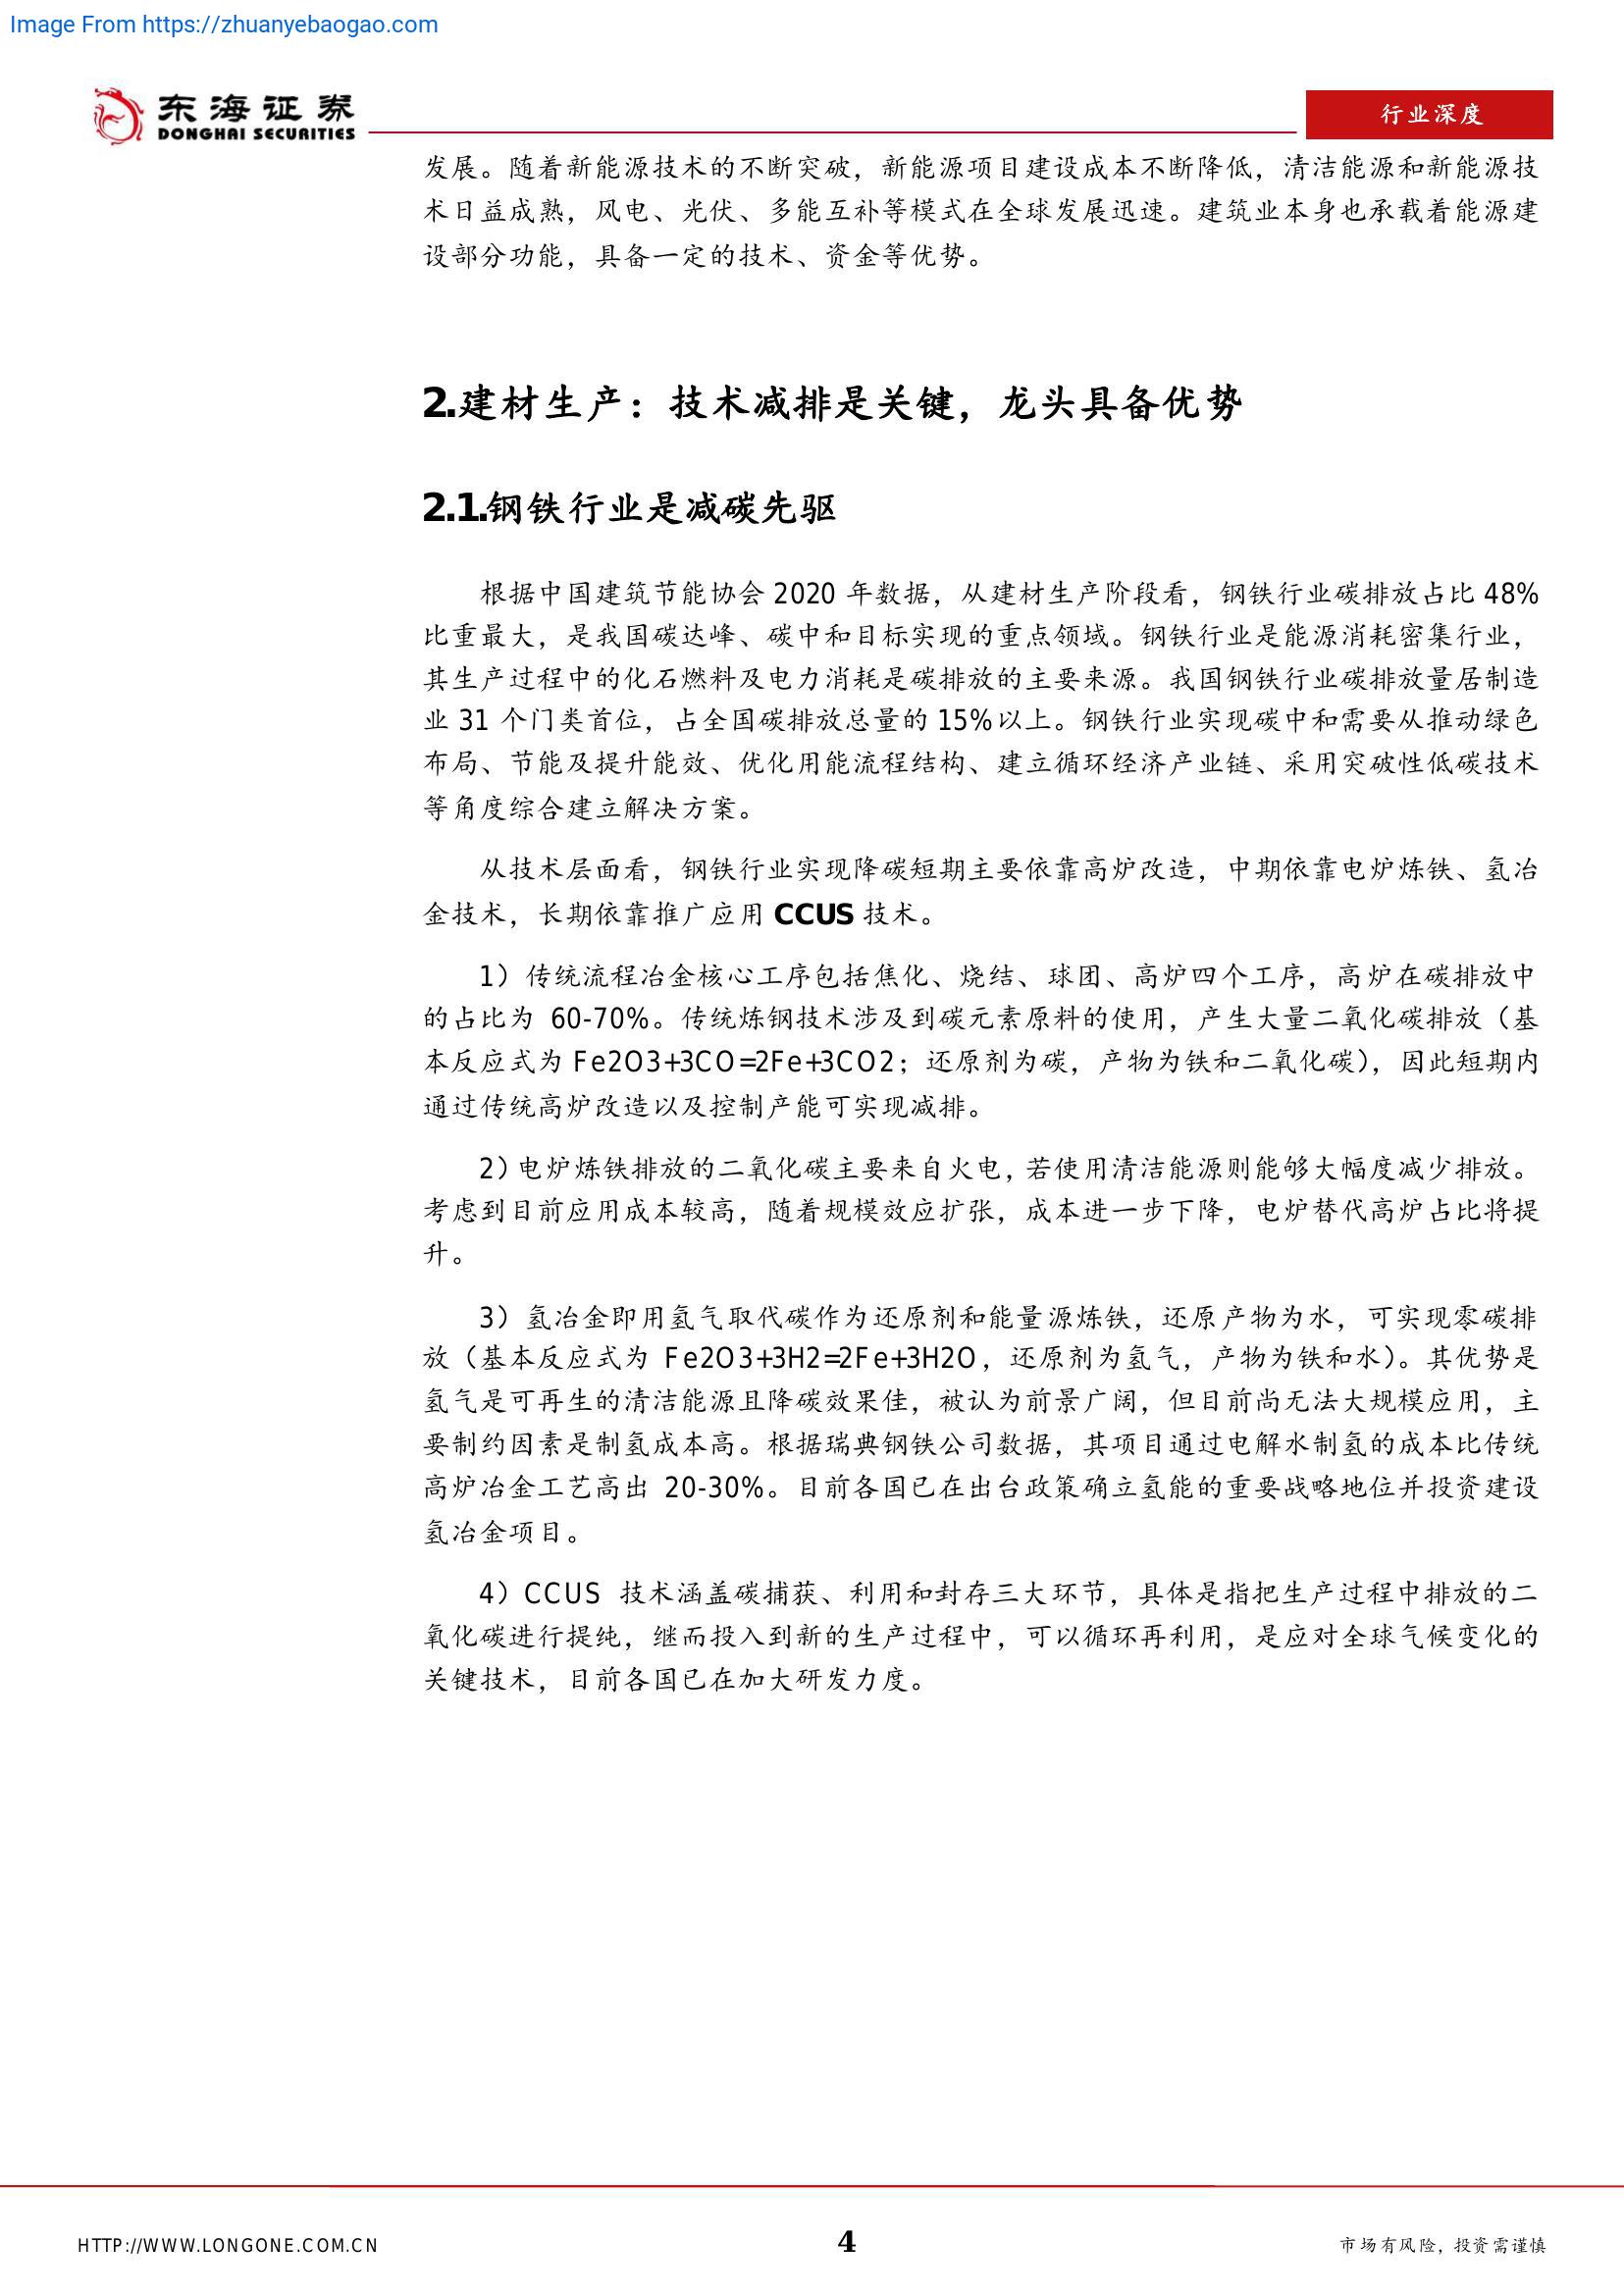 Image From https://zhuanyebaogao.com
东海证券
DONGHAI SECURITIES
行业深度
发展。随着新能源技术的不断突破，新能源项目建设成本不断降低，清洁能源和新能源技
术日益成熟，风电、光伏、多能互补等模式在全球发展迅速。建筑业本身也承载着能源建
设部分功能，具备一定的技术、资金等优势。
2.建材生产：技术减排是关键，龙头具备优势
2.1.钢铁行业是减碳先驱
根据中国建筑节能协会 2020 年数据，从建材生产阶段看，钢铁行业碳排放占比 48%
比重最大，是我国碳达峰、碳中和目标实现的重点领域。钢铁行业是能源消耗密集行业，
其生产过程中的化石燃料及电力消耗是碳排放的主要来源。我国钢铁行业碳排放量居制造
业 31 个门类首位，占全国碳排放总量的 15%以上。钢铁行业实现碳中和需要从推动绿色
布局、节能及提升能效、优化用能流程结构、建立循环经济产业链、采用突破性低碳技术
等角度综合建立解决方案。
从技术层面看，钢铁行业实现降碳短期主要依靠高炉改造，中期依靠电炉炼铁、氢冶
金技术，长期依靠推广应用 CCUS 技术。
1）传统流程冶金核心工序包括焦化、烧结、球团、高炉四个工序，高炉在碳排放中
的占比为 60-70%。传统炼钢技术涉及到碳元素原料的使用，产生大量二氧化碳排放（基
本反应式为 Fe2O3+3CO=2Fe+3CO2；还原剂为碳，产物为铁和二氧化碳），因此短期内
通过传统高炉改造以及控制产能可实现减排。
2）电炉炼铁排放的二氧化碳主要来自火电，若使用清洁能源则能够大幅度减少排放。
考虑到目前应用成本较高，随着规模效应扩张，成本进一步下降，电炉替代高炉占比将提
升。
3）氢冶金即用氢气取代碳作为还原剂和能量源炼铁，还原产物为水，可实现零碳排
放（基本反应式为 Fe2O3+3H2=2Fe+3H2O，还原剂为氢气，产物为铁和水）。其优势是
氢气是可再生的清洁能源且降碳效果佳，被认为前景广阔，但目前尚无法大规模应用，主
要制约因素是制氢成本高。根据瑞典钢铁公司数据，其项目通过电解水制氢的成本比传统
高炉冶金工艺高出 20-30%。目前各国已在出台政策确立氢能的重要战略地位并投资建设
氢冶金项目。
4）CCUS 技术涵盖碳捕获、利用和封存三大环节，具体是指把生产过程中排放的二
氧化碳进行提纯，继而投入到新的生产过程中，可以循环再利用，是应对全球气候变化的
关键技术，目前各国已在加大研发力度。
HTTP://WWW.LONGONE.COM.CN
4
市场有风险，投资需谨慎